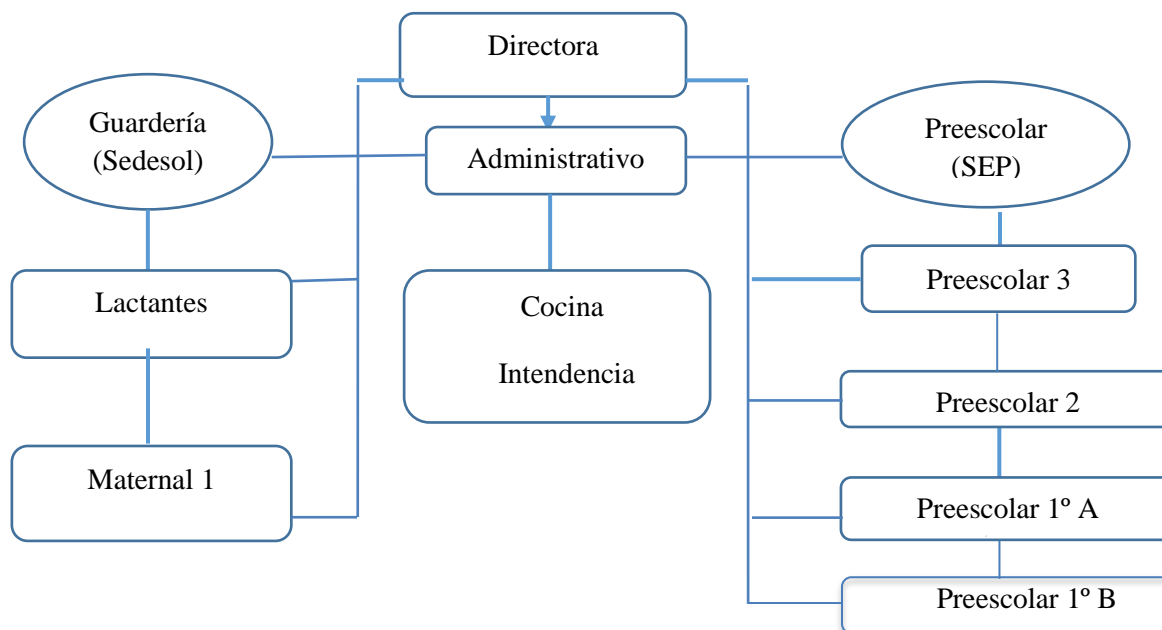 Directora
Guardería
(Sedesol)
Administrativo
Preescolar
(SEP)
Lactantes
Cocina
Intendencia
Preescolar 3
Preescolar 2
Maternal 1
Preescolar 1º A
Preescolar 1º B